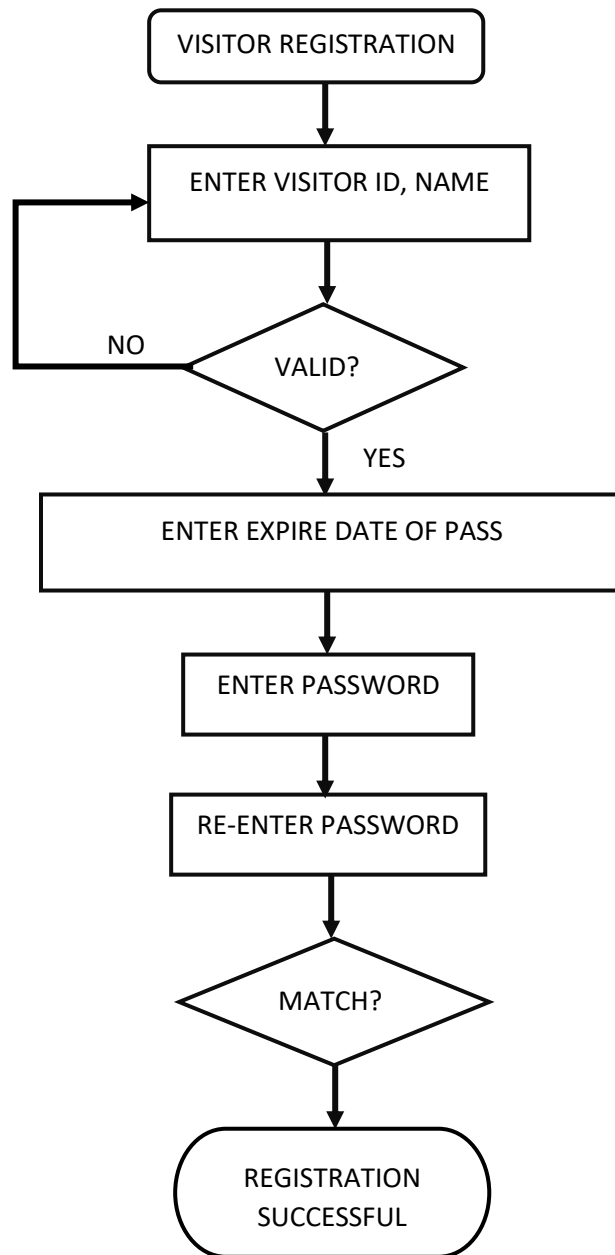 VISITOR REGISTRATION
ENTER VISITOR ID, NAME
NO
VALID?
YES
ENTER EXPIRE DATE OF PASS
ENTER PASSWORD
RE-ENTER PASSWORD
MATCH?
REGISTRATION
SUCCESSFUL